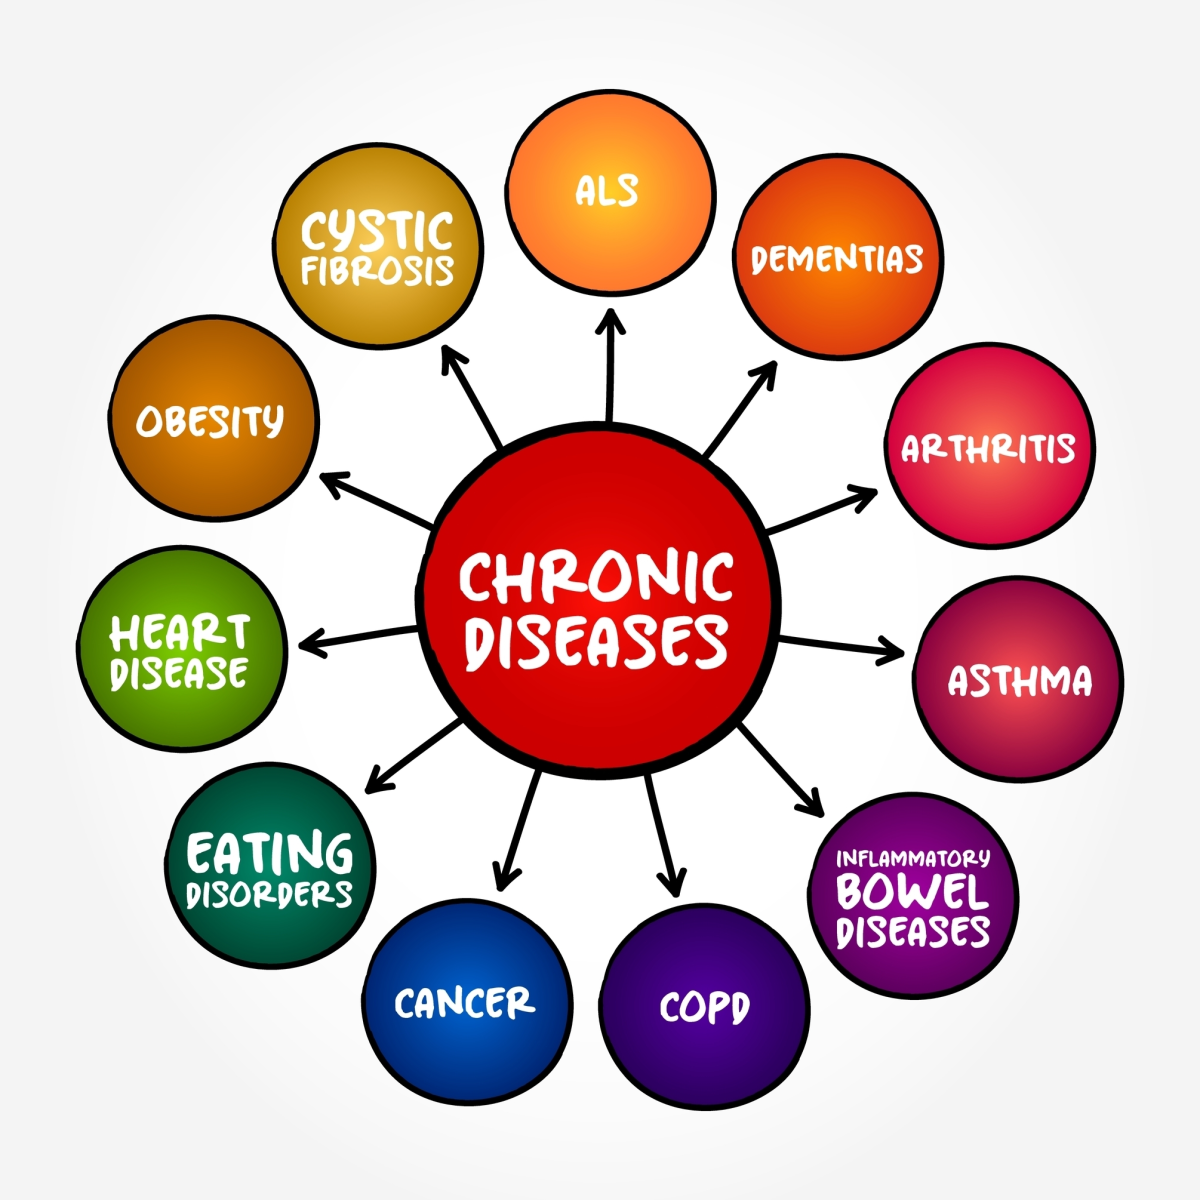 ALS
CYSTIC
FIBROSIS
DEMENTIAS
OBESITY
ARTHRITIS
CHRONIC
DISEASES
HEART
DISEASE
ASTHMA
EATING
DISORDERS
INFLAMMATORY
BOWEL
DISEASES
CANCER
COPD